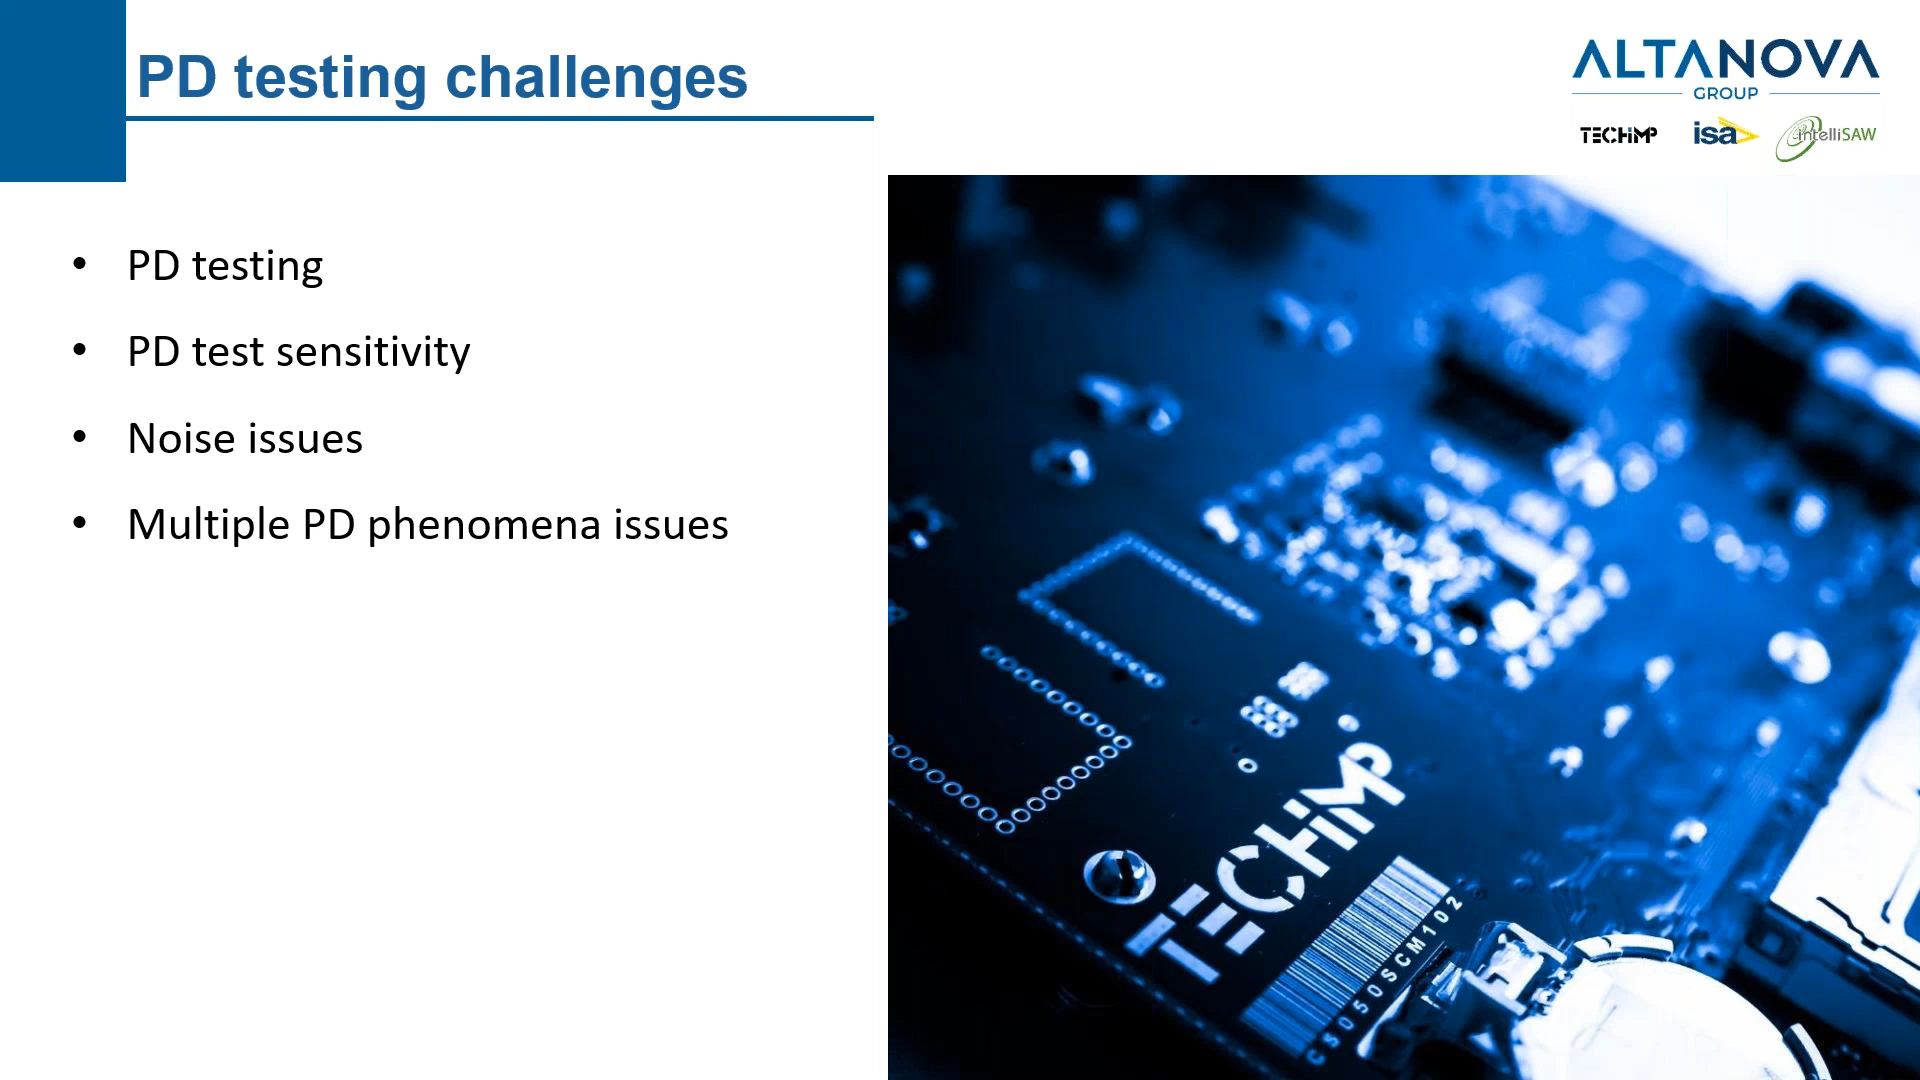 PD testing challenges
ALTANOVA
GROUP
TECHIMP
isa
intelliSAW
• PD testing
• PD test sensitivity
• Noise issues
• Multiple PD phenomena issues
TECHIMP
C5050SCM102